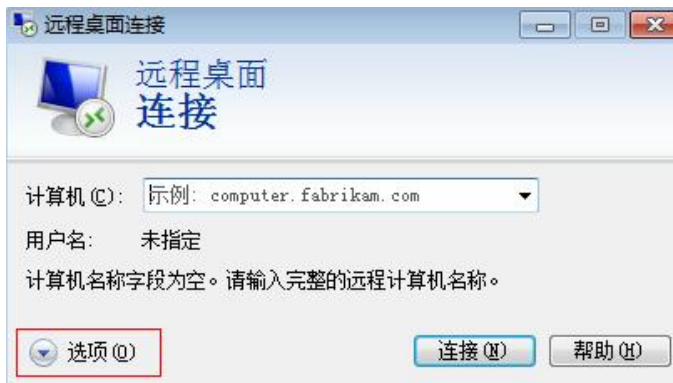 远程桌面连接
远程桌面
连接
计算机(C): 示例: computer.fabrikam.com
用户名: 未指定
计算机名称字段为空。请输入完整的远程计算机名称。
选项(O) 连接(N) 帮助(H)